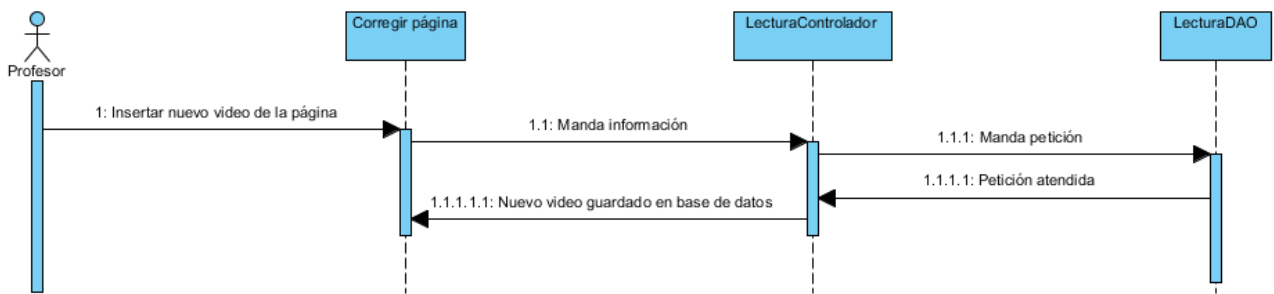 Corregir página
LecturaControlador
LecturaDAO
Profesor
1: Insertar nuevo video de la página
1.1: Manda información
1.1.1: Manda petición
1.1.1.1: Petición atendida
1.1.1.1.1: Nuevo video guardado en base de datos